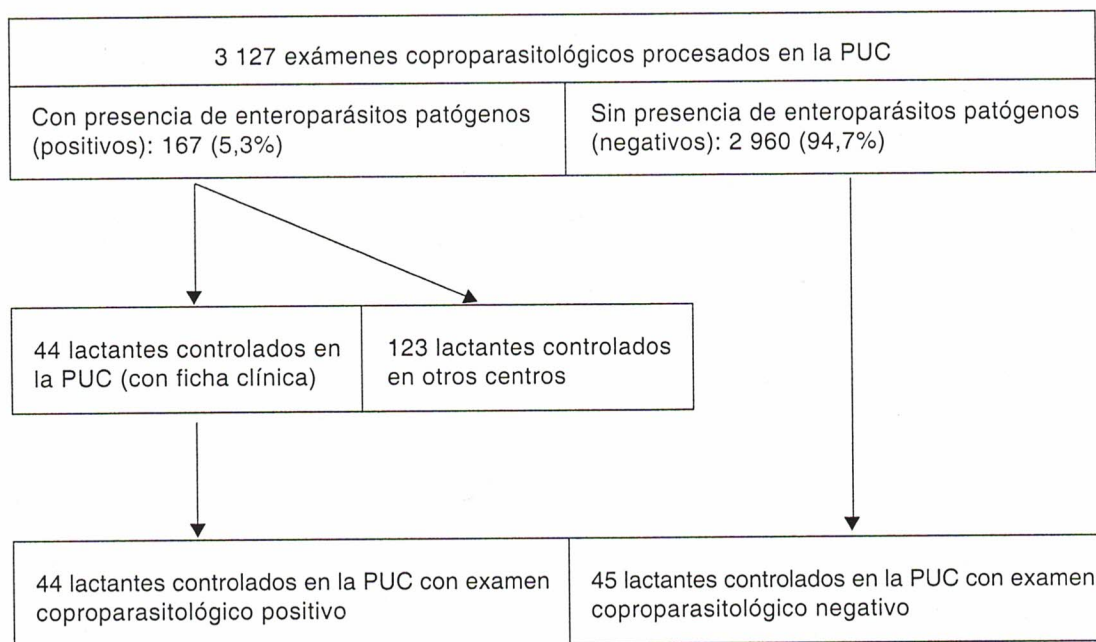 3 127 exámenes coproparasitológicos procesados en la PUC
Con presencia de enteroparásitos patógenos
(positivos): 167 (5,3%)
Sin presencia de enteroparásitos patógenos
(negativos): 2 960 (94,7%)
44 lactantes controlados en
la PUC (con ficha clínica)
123 lactantes controlados
en otros centros
44 lactantes controlados en la PUC con examen
coproparasitológico positivo
45 lactantes controlados en la PUC con examen
coproparasitológico negativo